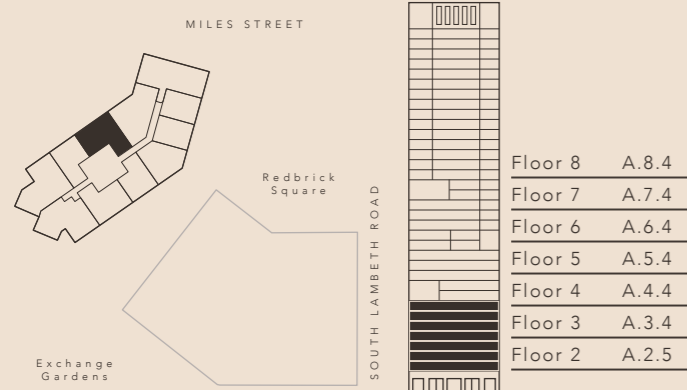 MILES STREET
Redbrick
Square
SOUTH LAMBETH ROAD
Exchange
Gardens
Floor 8 A.8.4
Floor 7 A.7.4
Floor 6 A.6.4
Floor 5 A.5.4
Floor 4 A.4.4
Floor 3 A.3.4
Floor 2 A.2.5